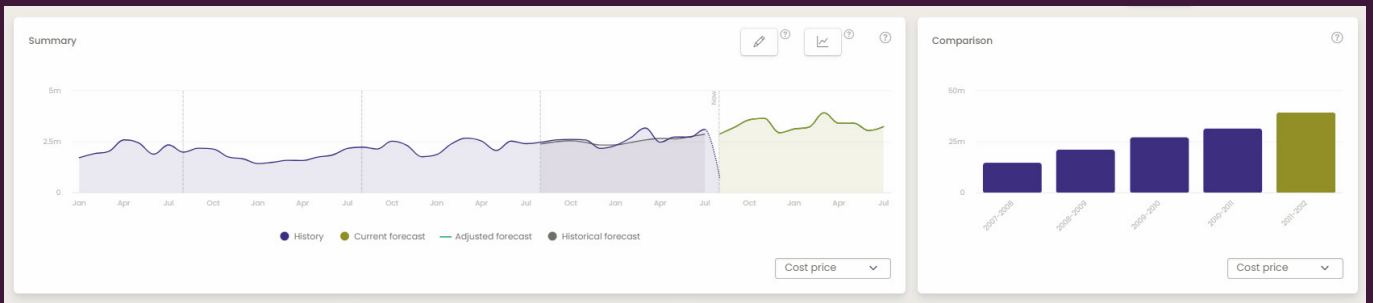 Summary
5m
2.5m
0
Now
Jan Apr Jul Oct Jan Apr Jul Oct Jan Apr Jul Oct Jan Apr Jul Oct Jan Apr Jul
History Current forecast Adjusted forecast Historical forecast
Cost price
Comparison
50m
25m
0
2007-2008 2008-2009 2009-2010 2010-2011 2011-2012
Cost price